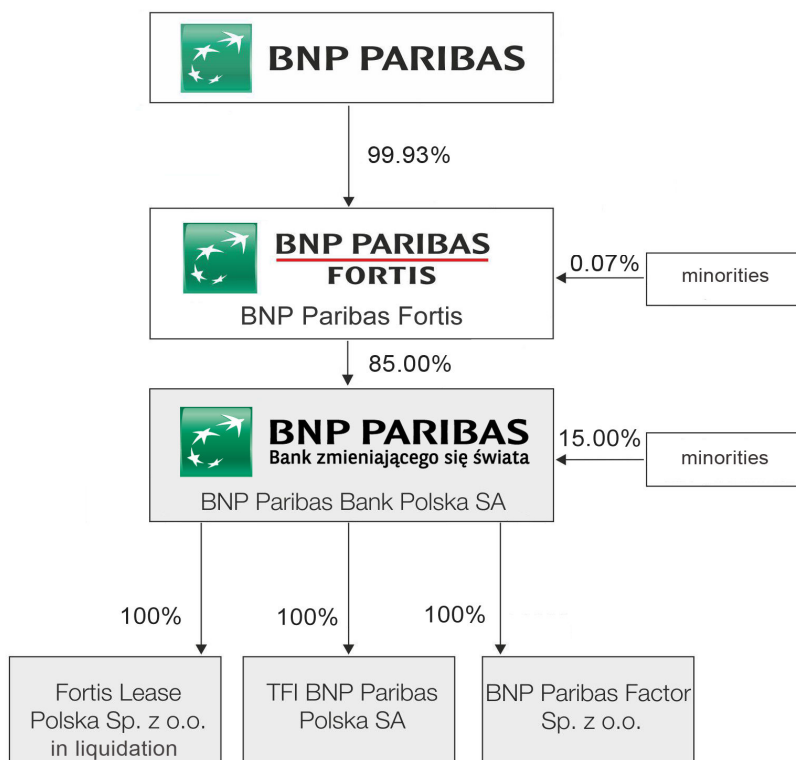 BNP PARIBAS
99.93%
BNP PARIBAS
FORTIS
BNP Paribas Fortis
0.07%
minorities
85.00%
BNP PARIBAS
Bank zmieniającego się świata
BNP Paribas Bank Polska SA
15.00%
minorities
100%
100%
100%
Fortis Lease
Polska Sp. z o.o.
in liquidation
TFI BNP Paribas
Polska SA
BNP Paribas Factor
Sp. z o.o.